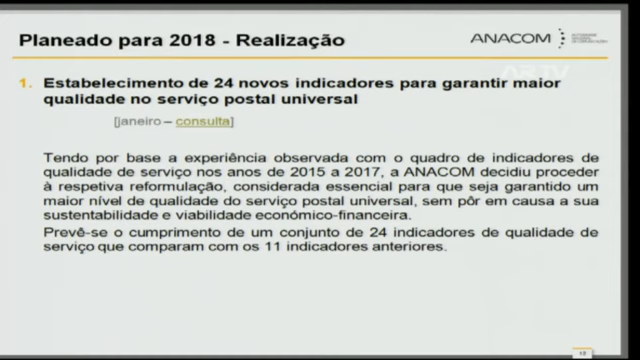 Planeado para 2018 - Realização
ANACOM
ARTV
1. Estabelecimento de 24 novos indicadores para garantir maior
qualidade no serviço postal universal
[janeiro – consulta]
Tendo por base a experiência observada com o quadro de indicadores de
qualidade de serviço nos anos de 2015 a 2017, a ANACOM decidiu proceder
à respetiva reformulação, considerada essencial para que seja garantido um
maior nível de qualidade do serviço postal universal, sem pôr em causa a sua
sustentabilidade e viabilidade económico-financeira.
Prevê-se o cumprimento de um conjunto de 24 indicadores de qualidade de
serviço que comparam com os 11 indicadores anteriores.